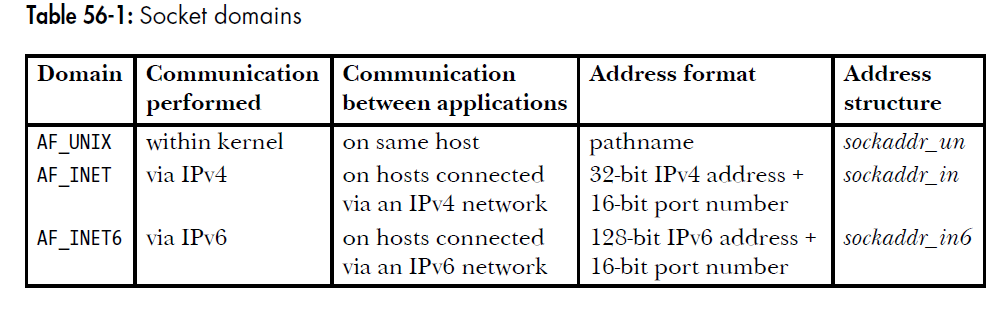 Table 56-1: Socket domains
Domain Communication performed Communication between applications Address format Address structure
AF_UNIX within kernel on same host pathname sockaddr_un
AF_INET via IPv4 on hosts connected via an IPv4 network 32-bit IPv4 address + 16-bit port number sockaddr_in
AF_INET6 via IPv6 on hosts connected via an IPv6 network 128-bit IPv6 address + 16-bit port number sockaddr_in6